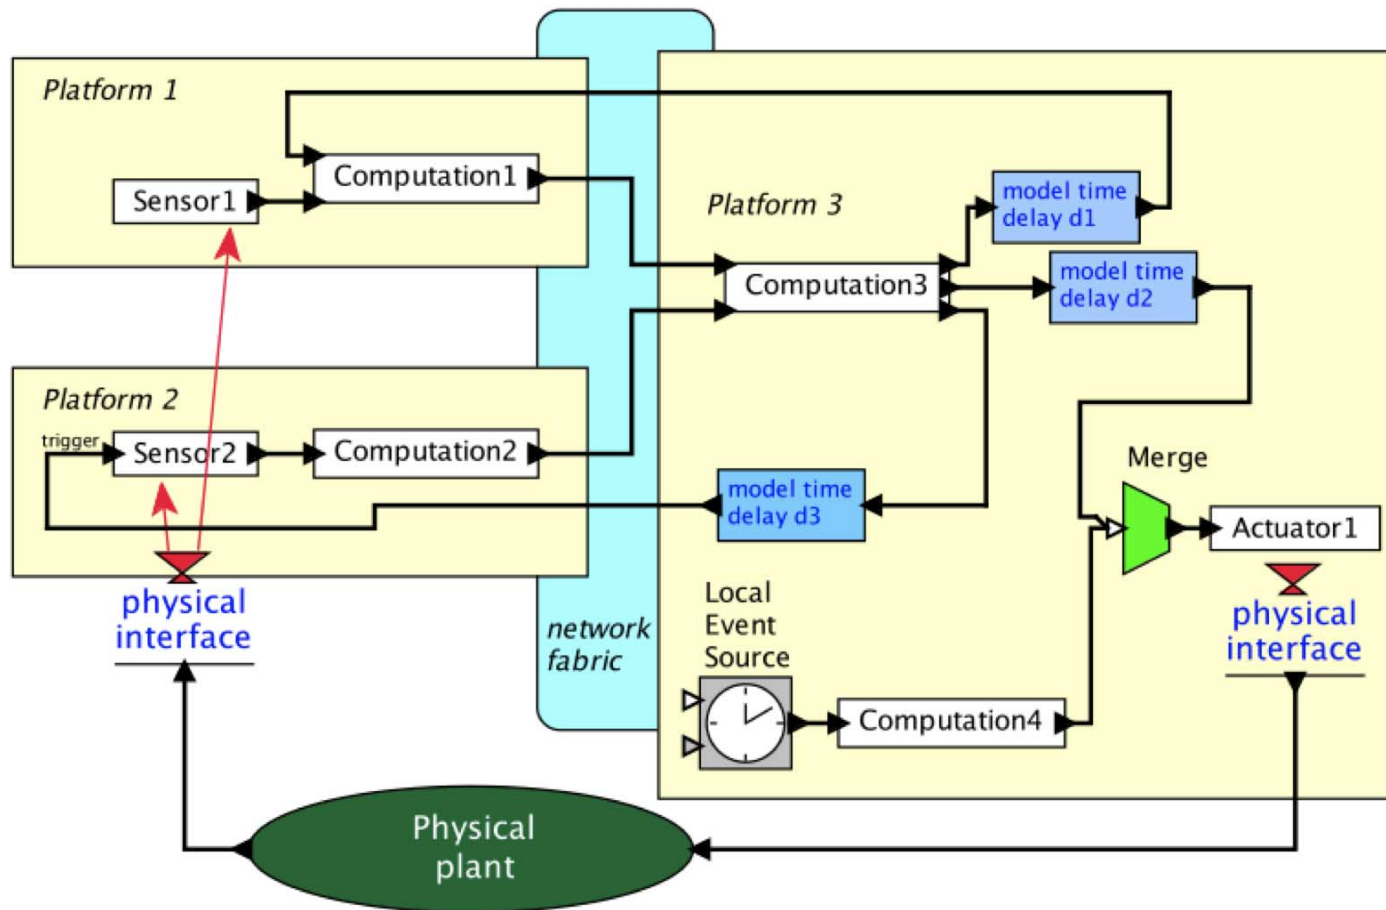 Platform 1
Computation1
Sensor1
model time
delay d1
Platform 3
Computation3
model time
delay d2
Platform 2
trigger
Sensor2
Computation2
Merge
model time
delay d3
Actuator1
physical
interface
Local
Event
Source
network
fabric
physical
interface
Computation4
Physical
plant